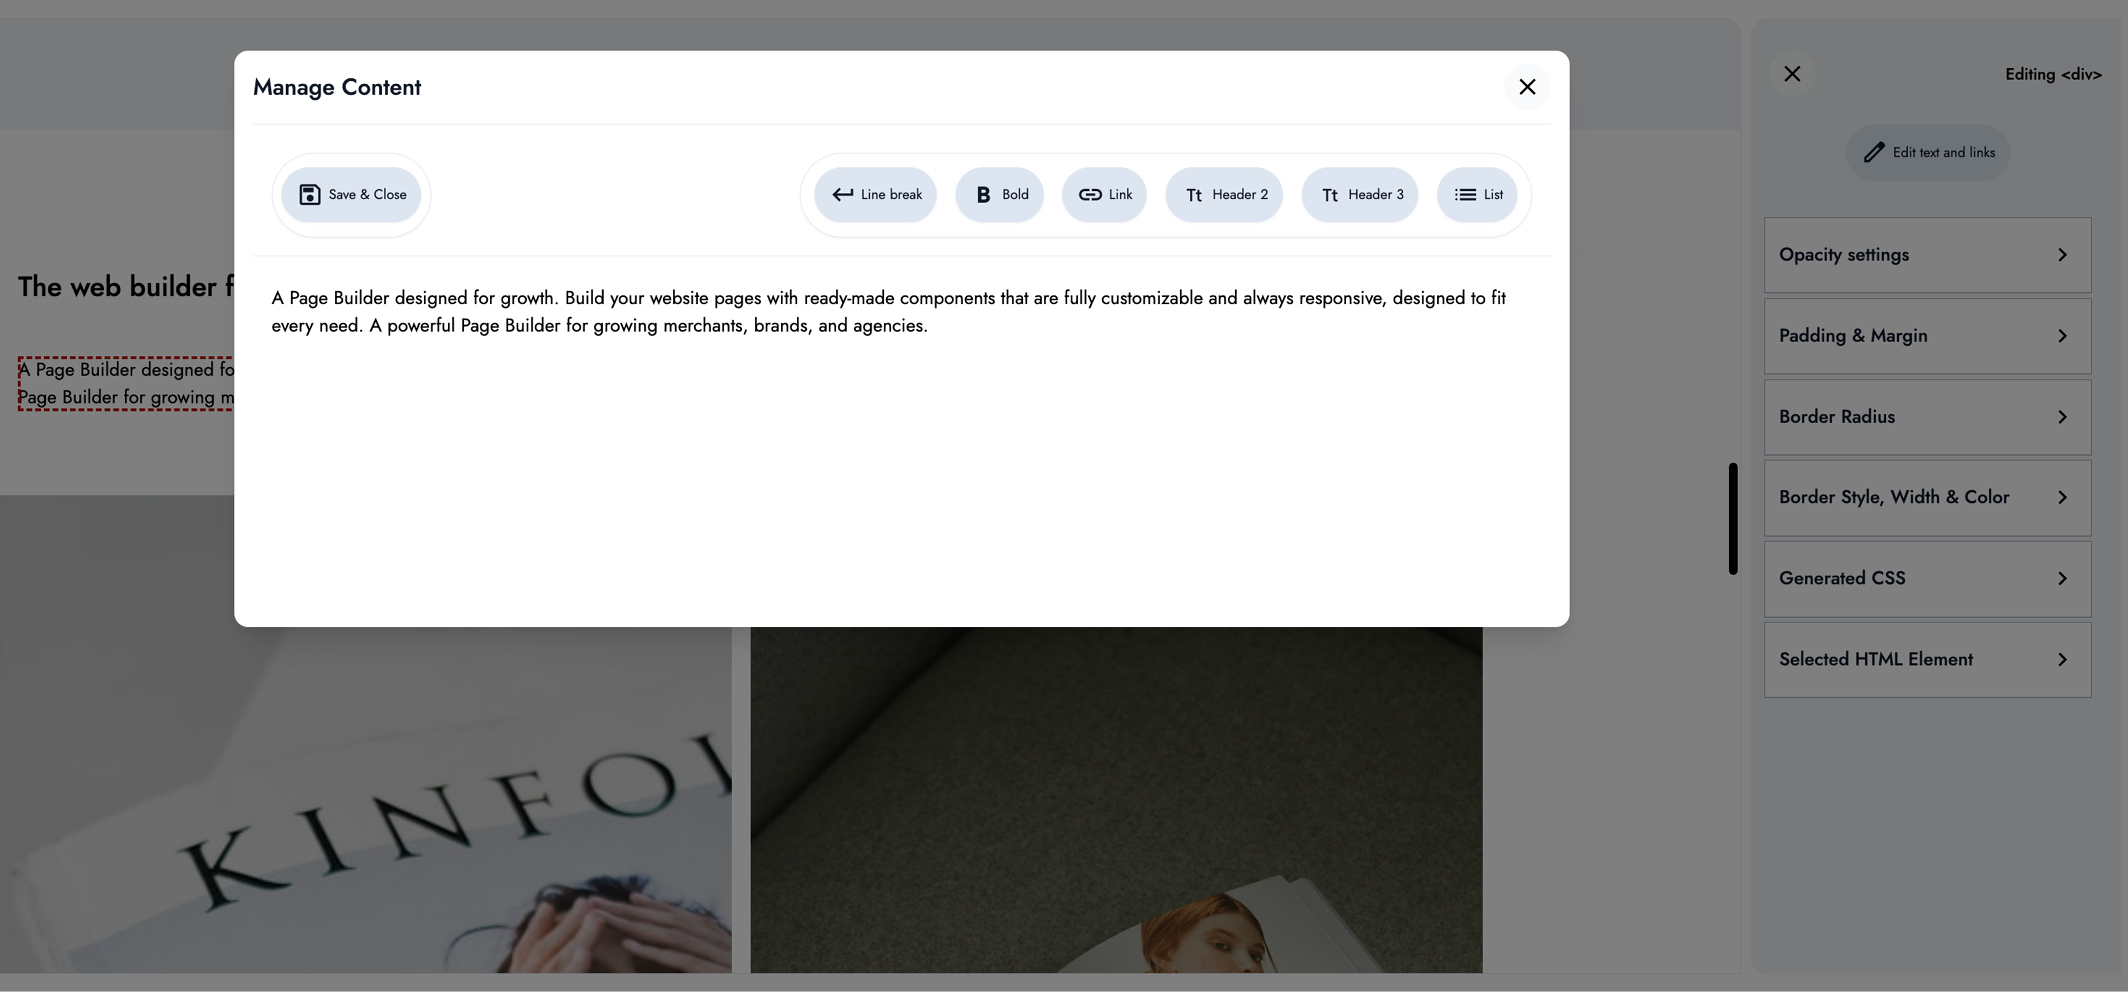 Manage Content
Save & Close
Line break
Bold
Link
Header 2
Header 3
List
A Page Builder designed for growth. Build your website pages with ready-made components that are fully customizable and always responsive, designed to fit
every need. A powerful Page Builder for growing merchants, brands, and agencies.
The web builder f
A Page Builder designed fo
Page Builder for growing m
KINFOL
Editing <div>
Edit text and links
Opacity settings
Padding & Margin
Border Radius
Border Style, Width & Color
Generated CSS
Selected HTML Element